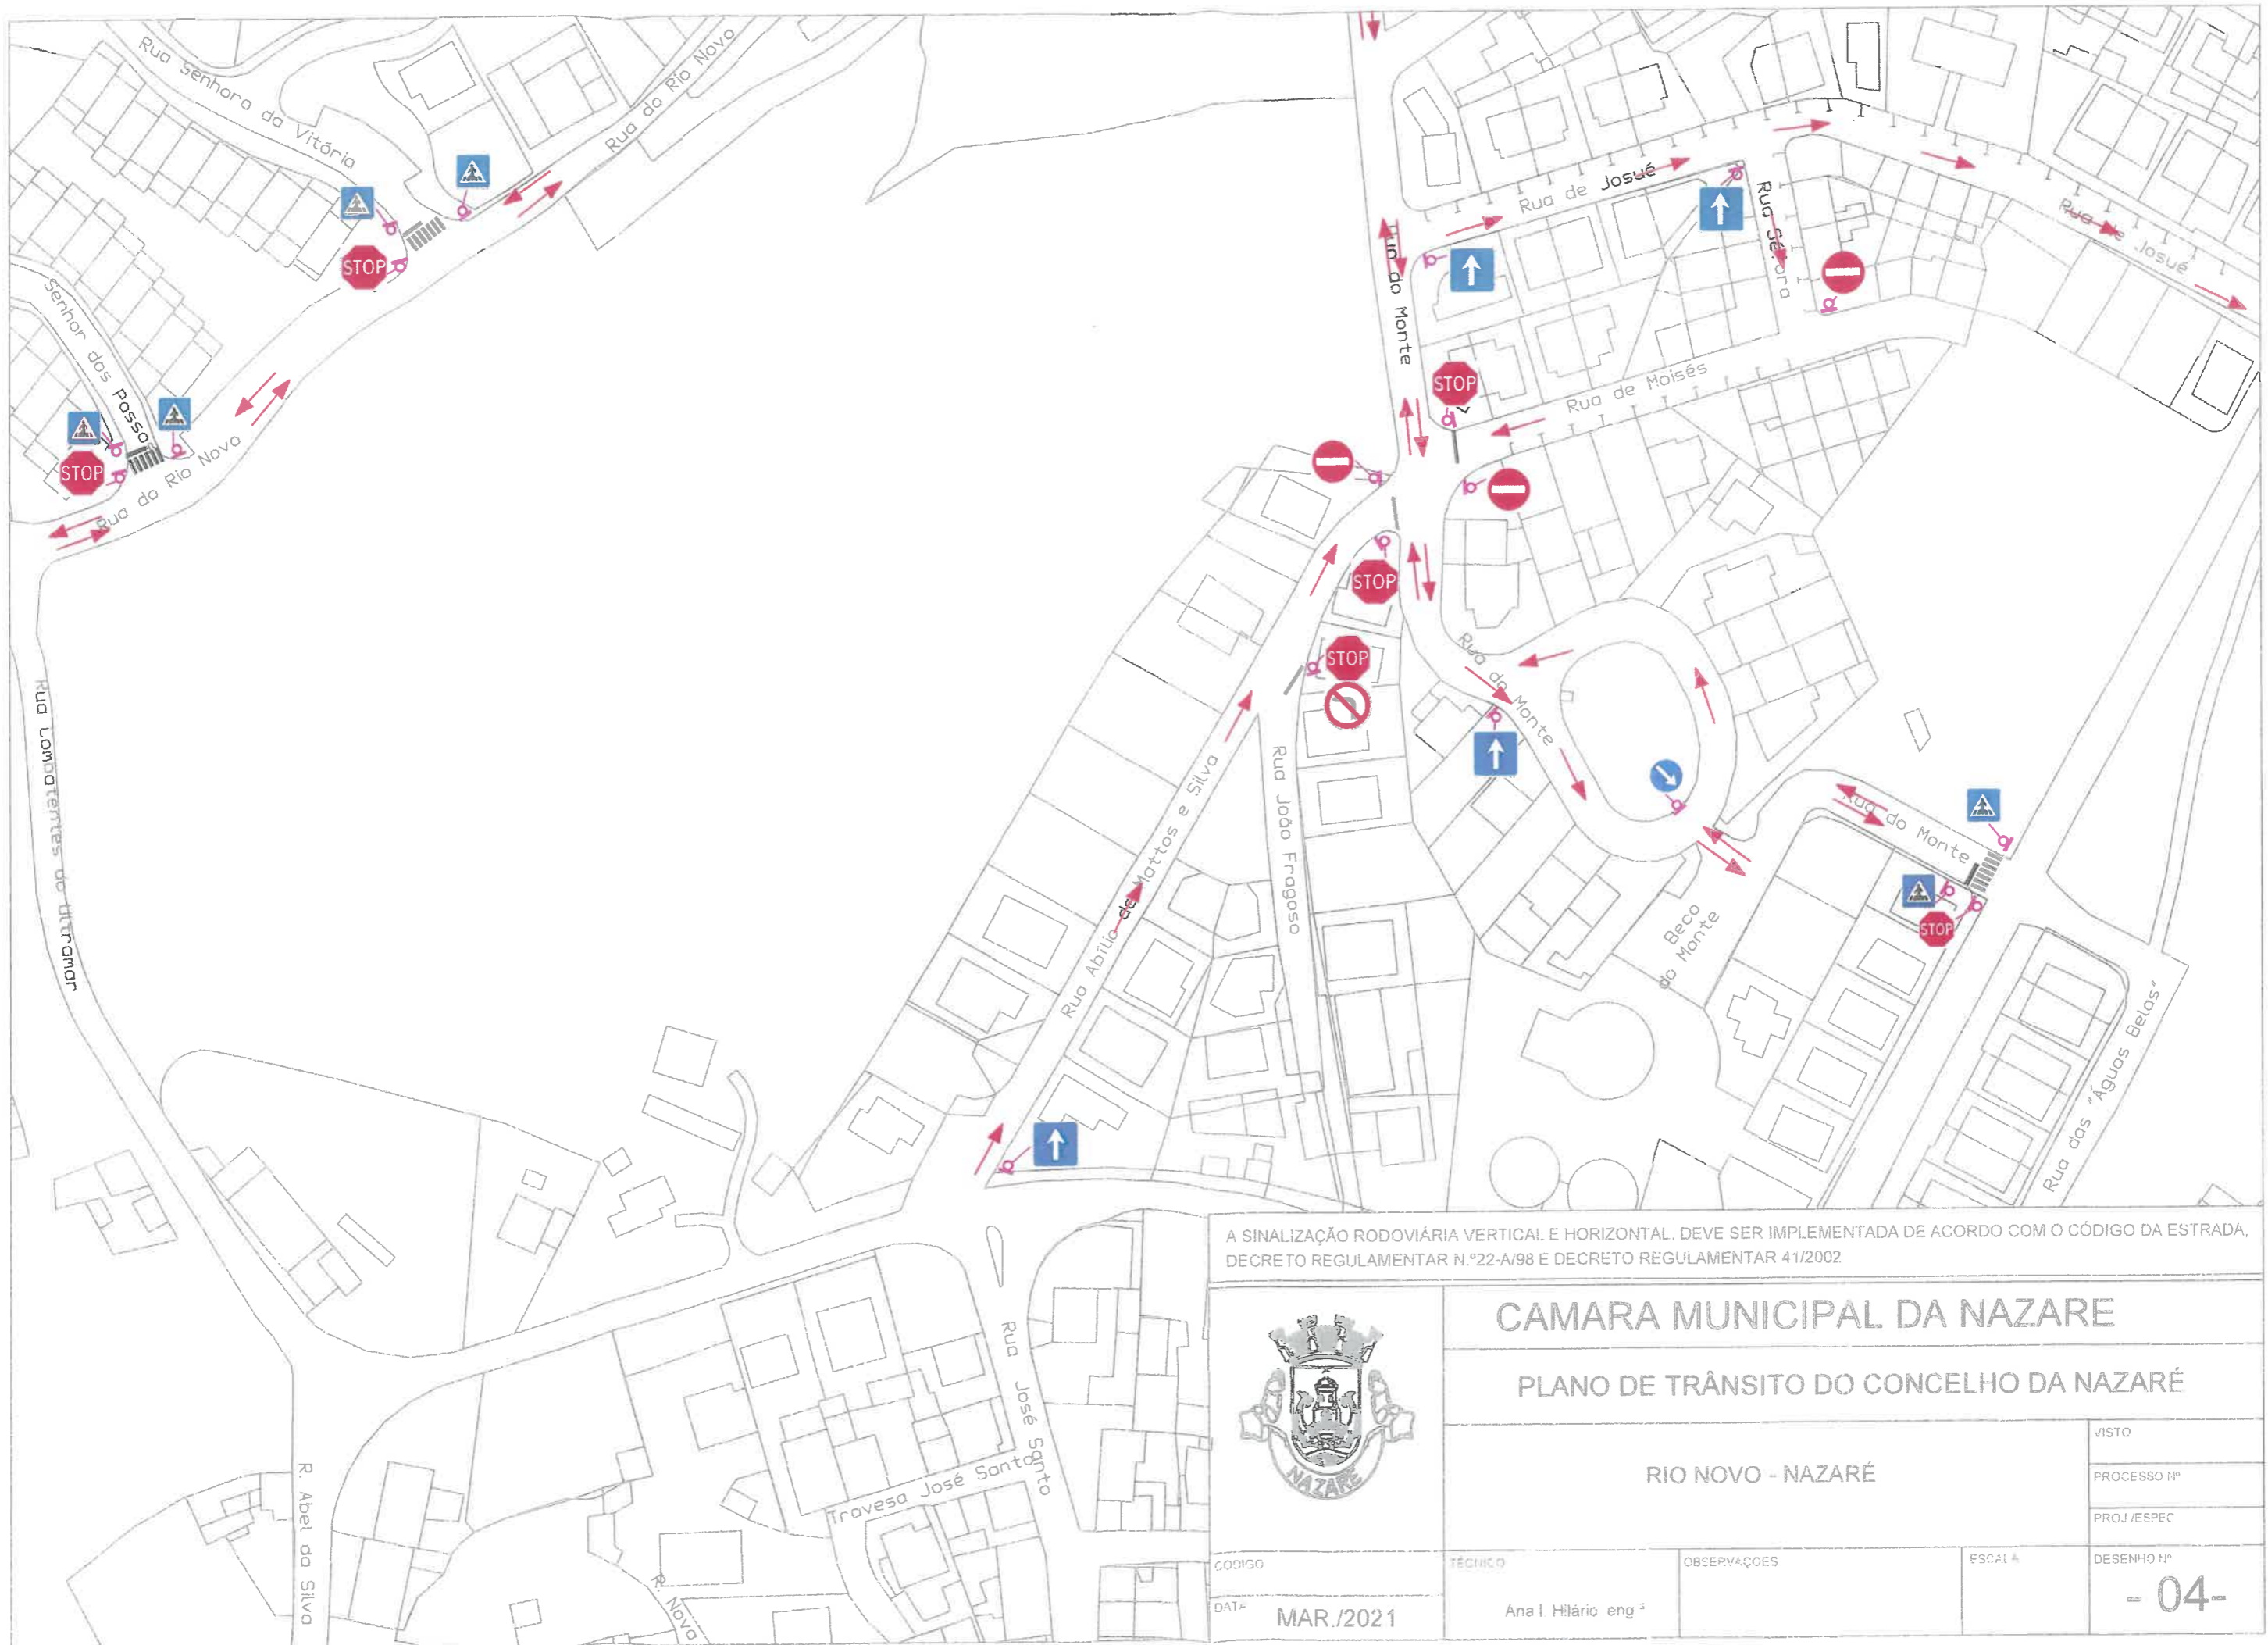 Rua Senhora da Vitória
Rua do Rio Novo
STOP
Senhor dos Passos
STOP
Rua do Rio Novo
Rua de Josué
Rua Séfora
Rua de Josué
Rua do Monte
STOP
Rua de Moisés
STOP
STOP
Rua do Monte
Rua Combatentes do Ultramar
Rua Abílio de Mattos e Silva
Rua João Fragoso
Rua do Monte
STOP
Beco
do Monte
Rua das "Águas Belas"
Rua José Santo
Travesa José Santo
R. Abel da Silva
R. Nova
A SINALIZAÇÃO RODOVIÁRIA VERTICAL E HORIZONTAL, DEVE SER IMPLEMENTADA DE ACORDO COM O CÓDIGO DA ESTRADA,
DECRETO REGULAMENTAR N.º22-A/98 E DECRETO REGULAMENTAR 41/2002
NAZARÉ
CAMARA MUNICIPAL DA NAZARE
PLANO DE TRÂNSITO DO CONCELHO DA NAZARÉ
RIO NOVO - NAZARÉ
VISTO
PROCESSO Nº
PROJ./ESPEC
CODIGO
TÉCNICO
OBSERVAÇOES
ESCALA
DESENHO Nº
DATA
MAR./2021
Ana I. Hilário. eng.ª
- 04-